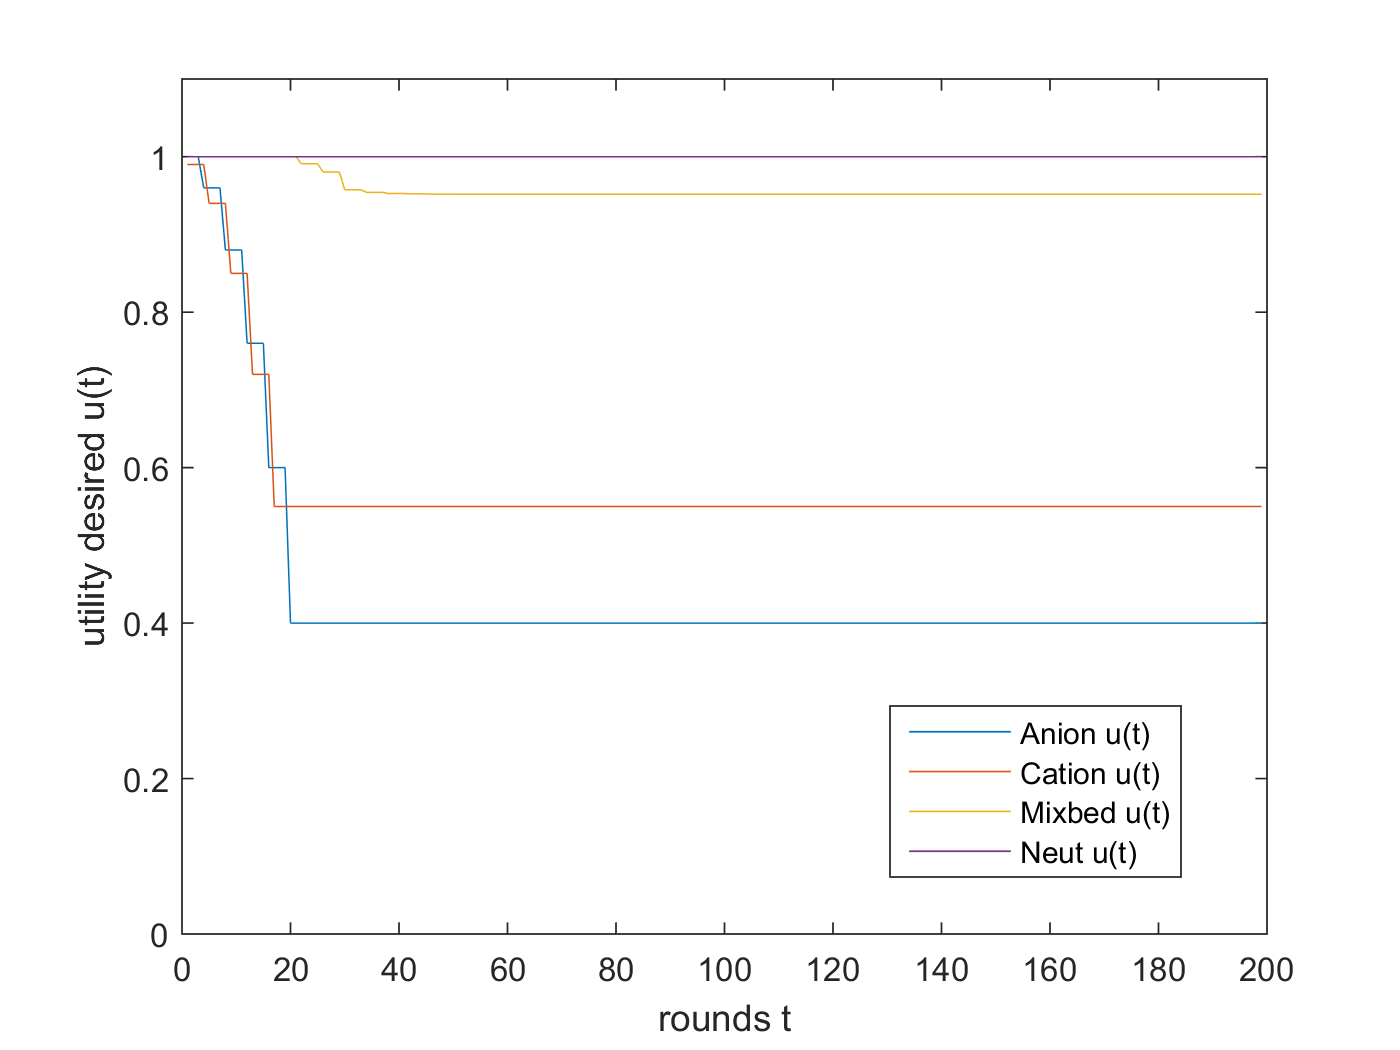 1
0.8
0.6
0.4
0.2
0
utility desired u(t)
0 20 40 60 80 100 120 140 160 180 200
rounds t
Anion u(t)
Cation u(t)
Mixbed u(t)
Neut u(t)